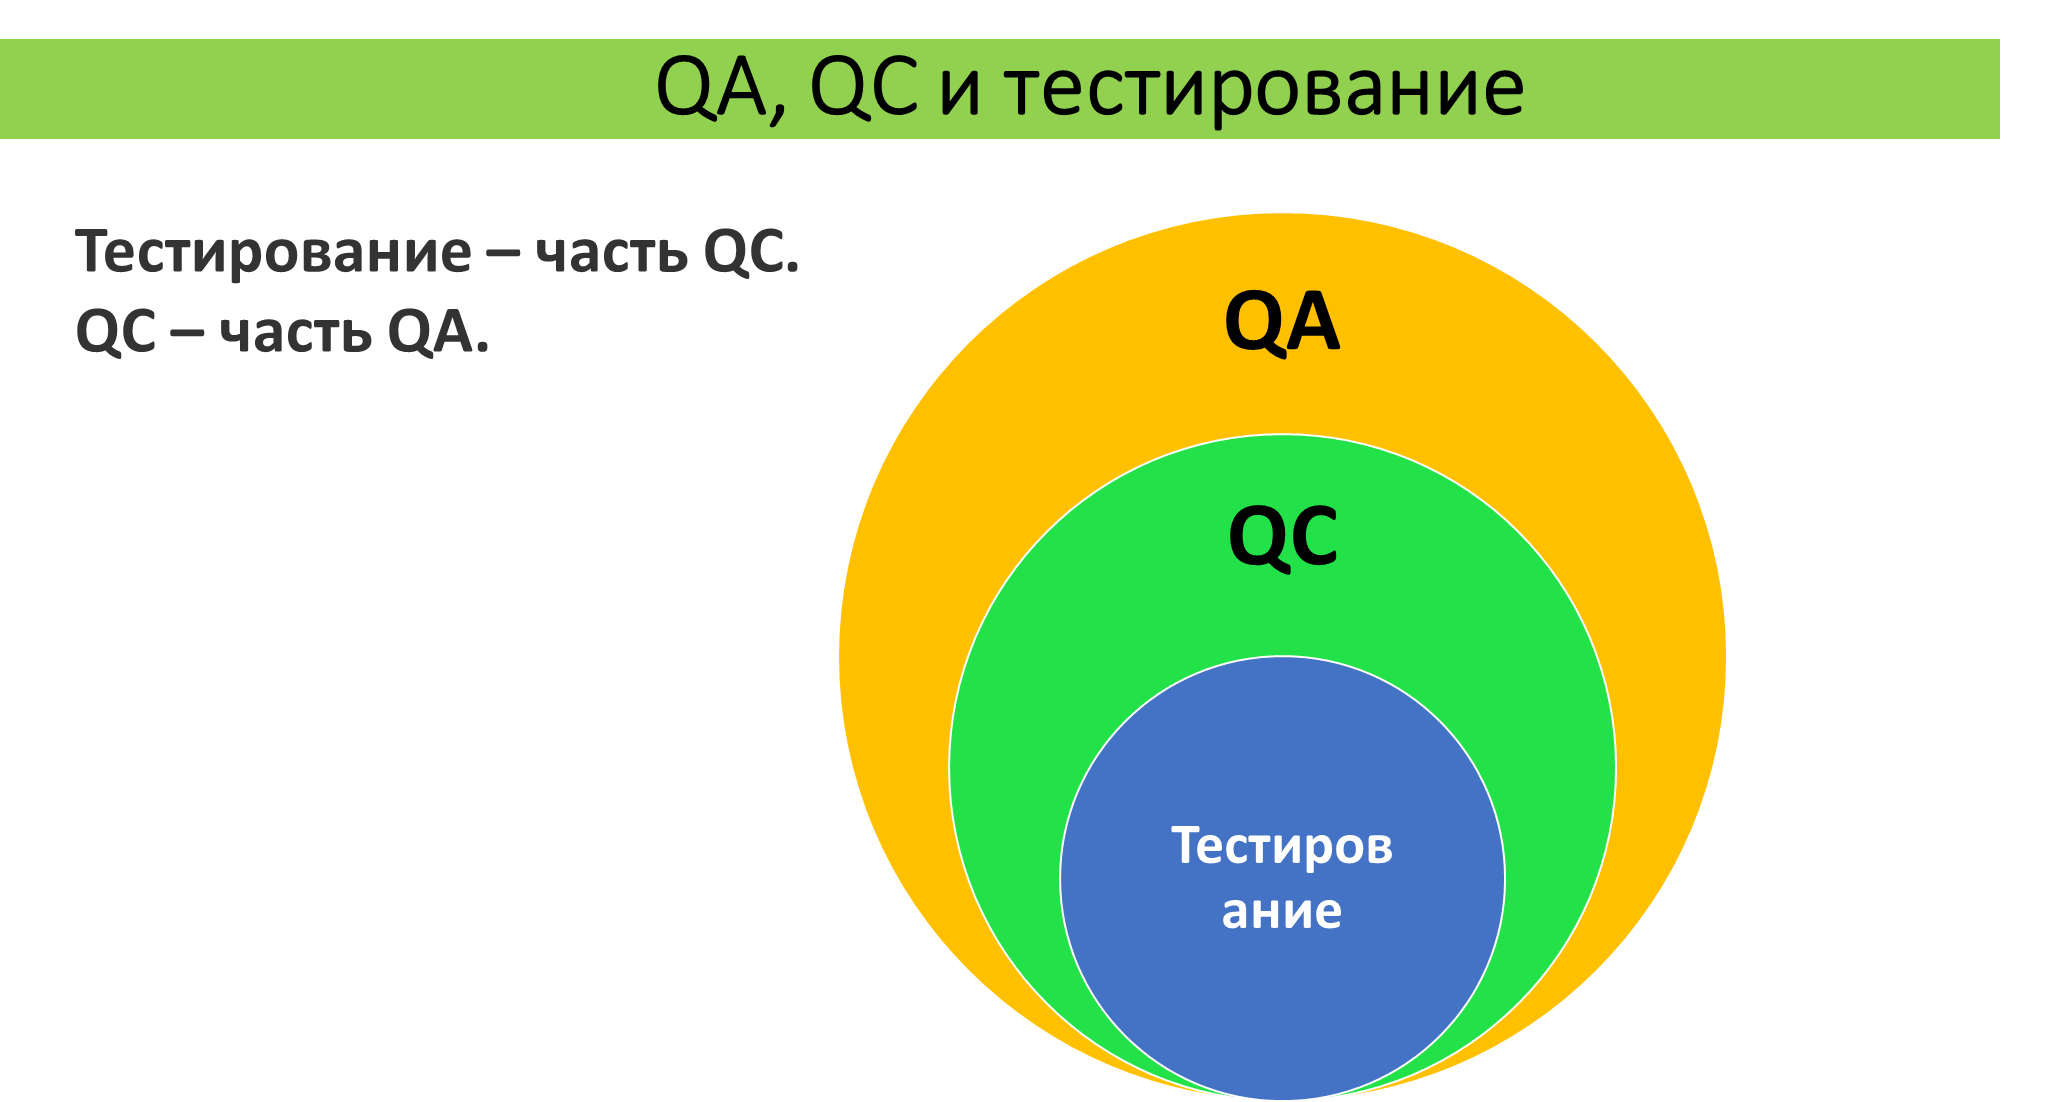 QA, QC и тестирование
Тестирование – часть QC.
QC – часть QA.
QA
QC
Тестиров
ание